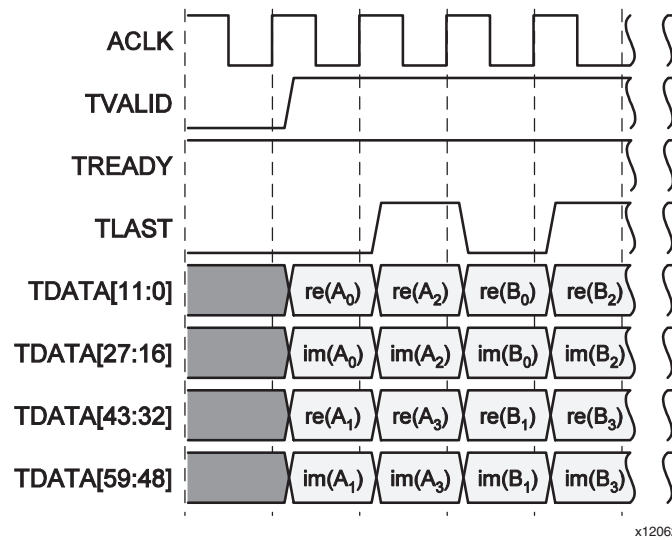 ACLK
TVALID
TREADY
TLAST
TDATA[11:0] re(A₀) re(A₂) re(B₀) re(B₂)
TDATA[27:16] im(A₀) im(A₂) im(B₀) im(B₂)
TDATA[43:32] re(A₁) re(A₃) re(B₁) re(B₃)
TDATA[59:48] im(A₁) im(A₃) im(B₁) im(B₃)